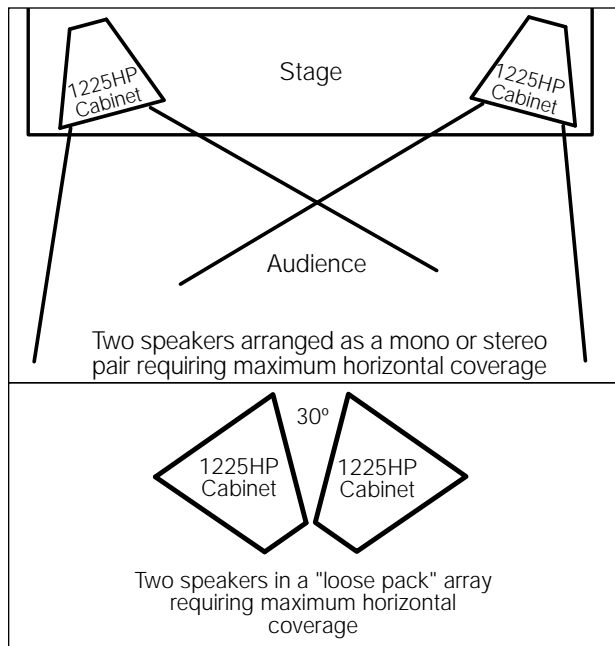 1225HP
Cabinet
Stage
1225HP
Cabinet
Audience
Two speakers arranged as a mono or stereo
pair requiring maximum horizontal coverage
30º
1225HP
Cabinet
1225HP
Cabinet
Two speakers in a "loose pack" array
requiring maximum horizontal
coverage